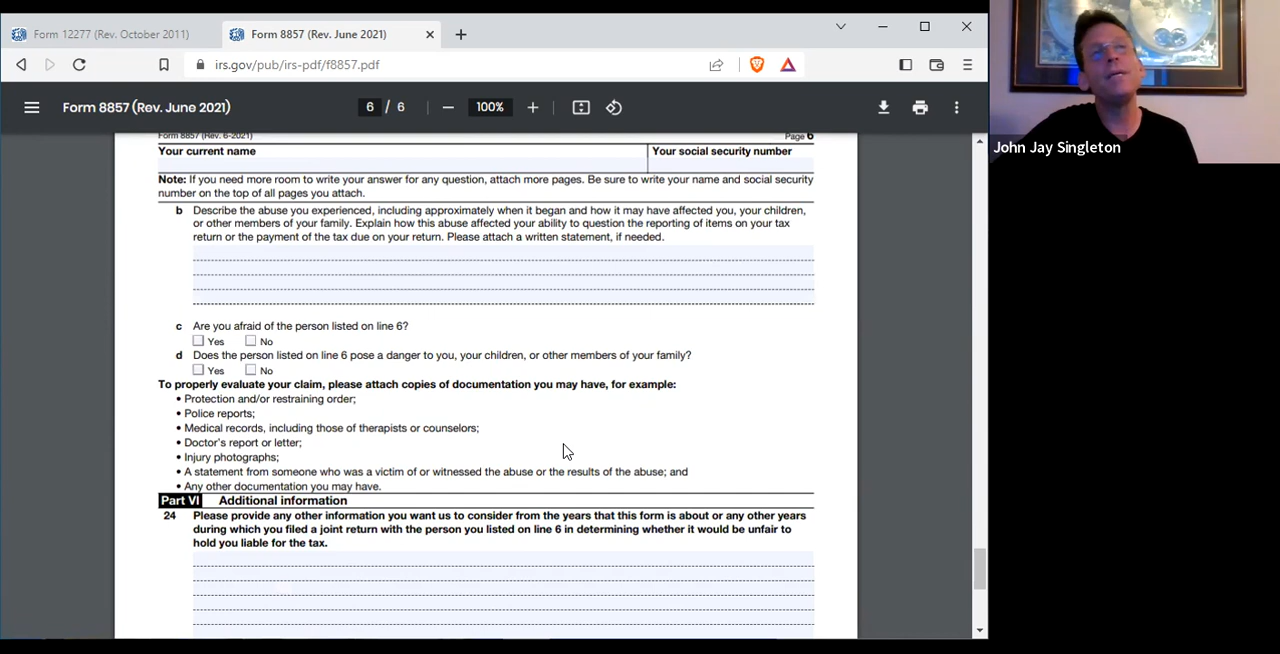 Form 12277 (Rev. October 2011)
Form 8857 (Rev. June 2021)
irs.gov/pub/irs-pdf/f8857.pdf
Form 8857 (Rev. June 2021)
6 / 6
100%
John Jay Singleton
Form 8857 (Rev. 6-2021)
Page 6
Your current name
Your social security number
Note: If you need more room to write your answer for any question, attach more pages. Be sure to write your name and social security
number on the top of all pages you attach.
b Describe the abuse you experienced, including approximately when it began and how it may have affected you, your children,
or other members of your family. Explain how this abuse affected your ability to question the reporting of items on your tax
return or the payment of the tax due on your return. Please attach a written statement, if needed.
c Are you afraid of the person listed on line 6?
Yes No
d Does the person listed on line 6 pose a danger to you, your children, or other members of your family?
Yes No
To properly evaluate your claim, please attach copies of documentation you may have, for example:
• Protection and/or restraining order;
• Police reports;
• Medical records, including those of therapists or counselors;
• Doctor's report or letter;
• Injury photographs;
• A statement from someone who was a victim of or witnessed the abuse or the results of the abuse; and
• Any other documentation you may have.
Part VI Additional information
24 Please provide any other information you want us to consider from the years that this form is about or any other years
during which you filed a joint return with the person you listed on line 6 in determining whether it would be unfair to
hold you liable for the tax.